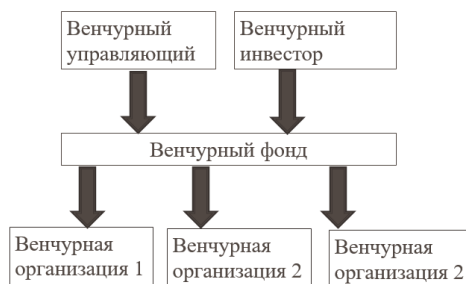 Венчурный
управляющий
Венчурный
инвестор
Венчурный фонд
Венчурная
организация 1
Венчурная
организация 2
Венчурная
организация 2